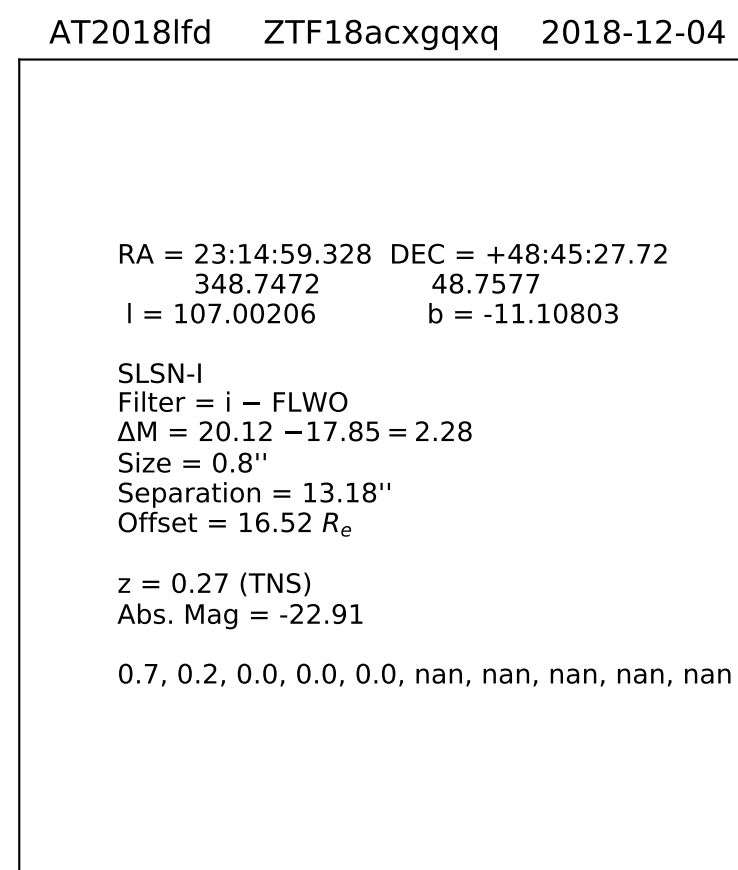 AT2018lfd ZTF18acxgqxq 2018-12-04
RA = 23:14:59.328 DEC = +48:45:27.72
348.7472 48.7577
l = 107.00206 b = -11.10803
SLSN-I
Filter = i − FLWO
ΔM = 20.12 −17.85 = 2.28
Size = 0.8''
Separation = 13.18''
Offset = 16.52 Rₑ
z = 0.27 (TNS)
Abs. Mag = -22.91
0.7, 0.2, 0.0, 0.0, 0.0, nan, nan, nan, nan, nan